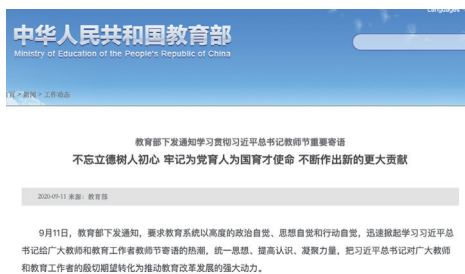 Languages
中华人民共和国教育部
Ministry of Education of the People's Republic of China
首页 > 新闻 > 工作动态
教育部下发通知学习贯彻习近平总书记教师节重要寄语
不忘立德树人初心 牢记为党育人为国育才使命 不断作出新的更大贡献
2020-09-11 来源：教育部
9月11日，教育部下发通知，要求教育系统以高度的政治自觉、思想自觉和行动自觉，迅速掀起学习习近平总
书记给广大教师和教育工作者教师节寄语的热潮，统一思想、提高认识、凝聚力量，把习近平总书记对广大教师
和教育工作者的殷切期望转化为推动教育改革发展的强大动力。